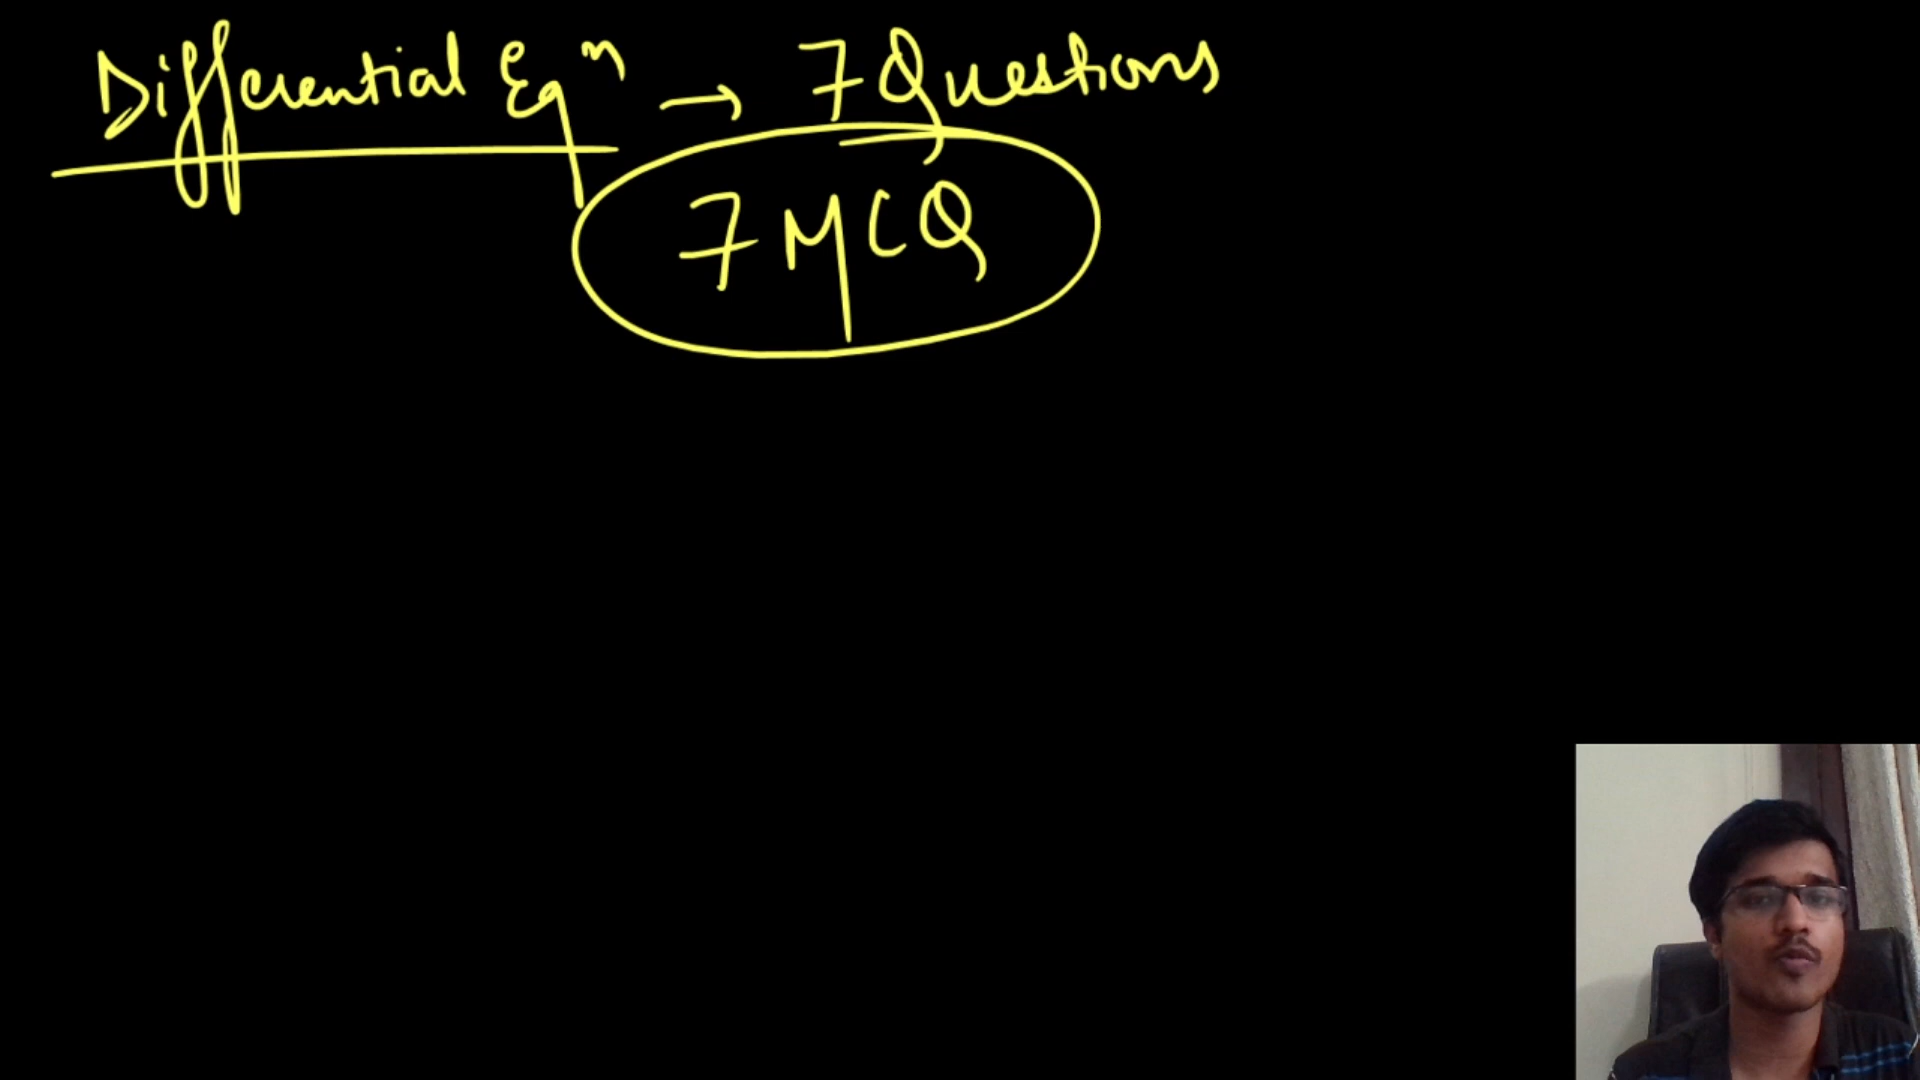 Differential Eqⁿ → 7 Questions
7 MCQ